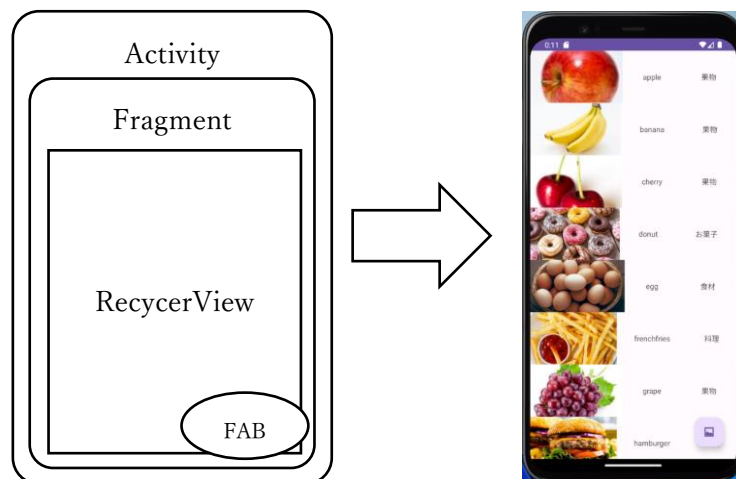 Activity
Fragment
RecycerView
FAB
0:11
apple 果物
banana 果物
cherry 果物
donut お菓子
egg 食材
frenchfries 料理
grape 果物
hamburger